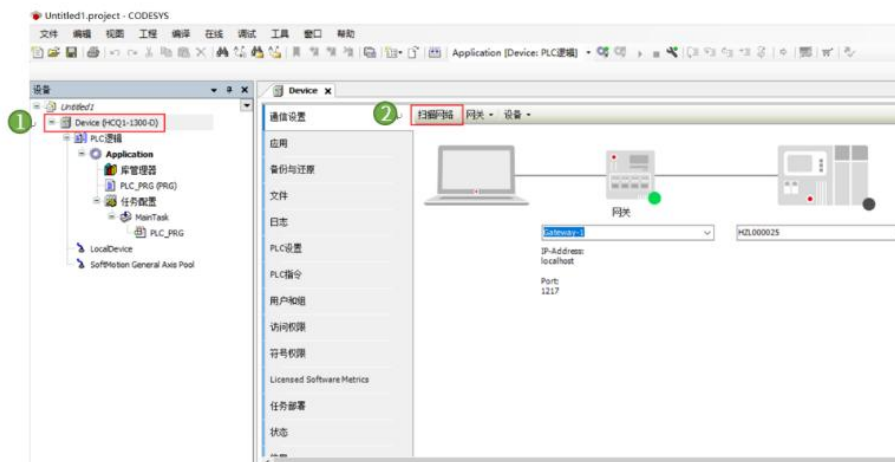 Untitled1.project - CODESYS
文件 编辑 视图 工程 编译 在线 调试 工具 窗口 帮助
Application [Device: PLC逻辑]
设备
Device
Untitled1
Device (HCQ1-1300-D)
PLC逻辑
Application
库管理器
PLC_PRG (PRG)
任务配置
MainTask
PLC_PRG
LocalDevice
SoftMotion General Axis Pool
1
2
通信设置
应用
备份与还原
文件
日志
PLC设置
PLC指令
用户和组
访问权限
符号权限
Licensed Software Metrics
任务部署
状态
扫描网络 网关 设备
网关
Gateway-1
HZL000025
IP-Address:
localhost
Port:
1217